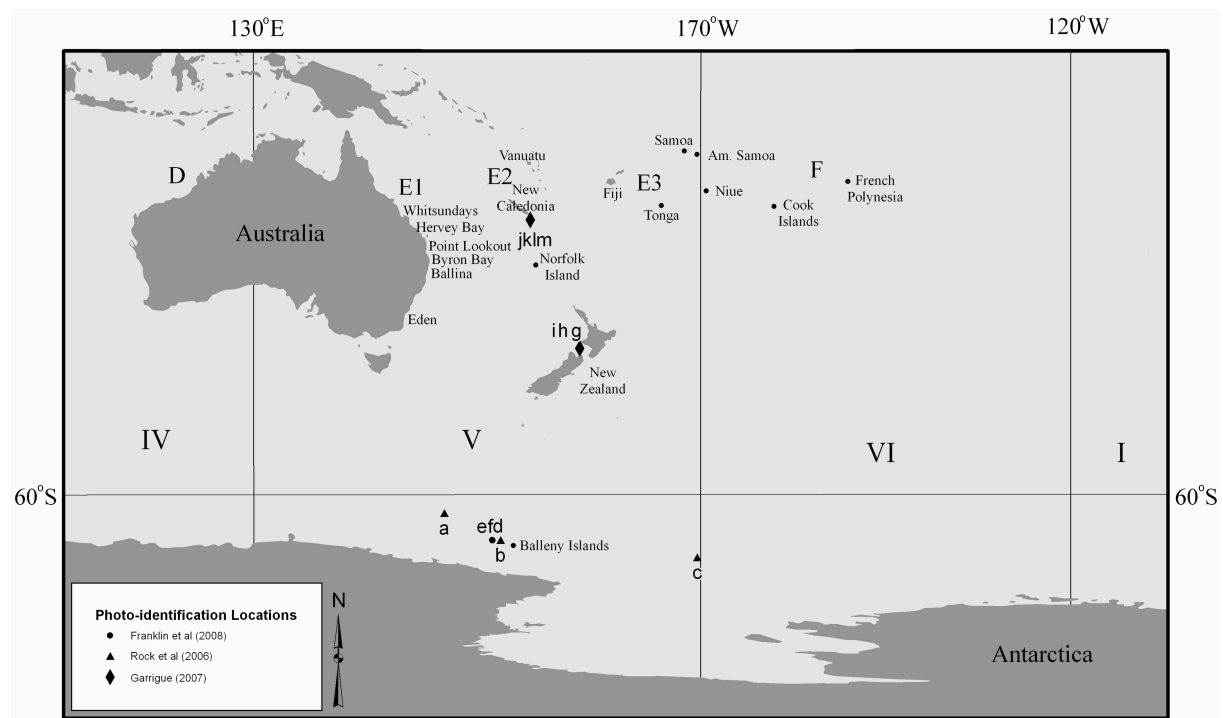 130°E
170°W
120°W
Samoa
Am. Samoa
Vanuatu
D
E1
E2
E3
F
New
Caledonia
Fiji
Niue
French
Polynesia
Tonga
Cook
Islands
Whitsundays
Hervey Bay
Australia
Point Lookout
jklm
Byron Bay
Ballina
Norfolk
Island
Eden
ihg
New
Zealand
IV
V
VI
I
60°S
60°S
a
efd
b
Balleny Islands
c
Photo-identification Locations
Franklin et al (2008)
Rock et al (2006)
Garrigue (2007)
N
Antarctica